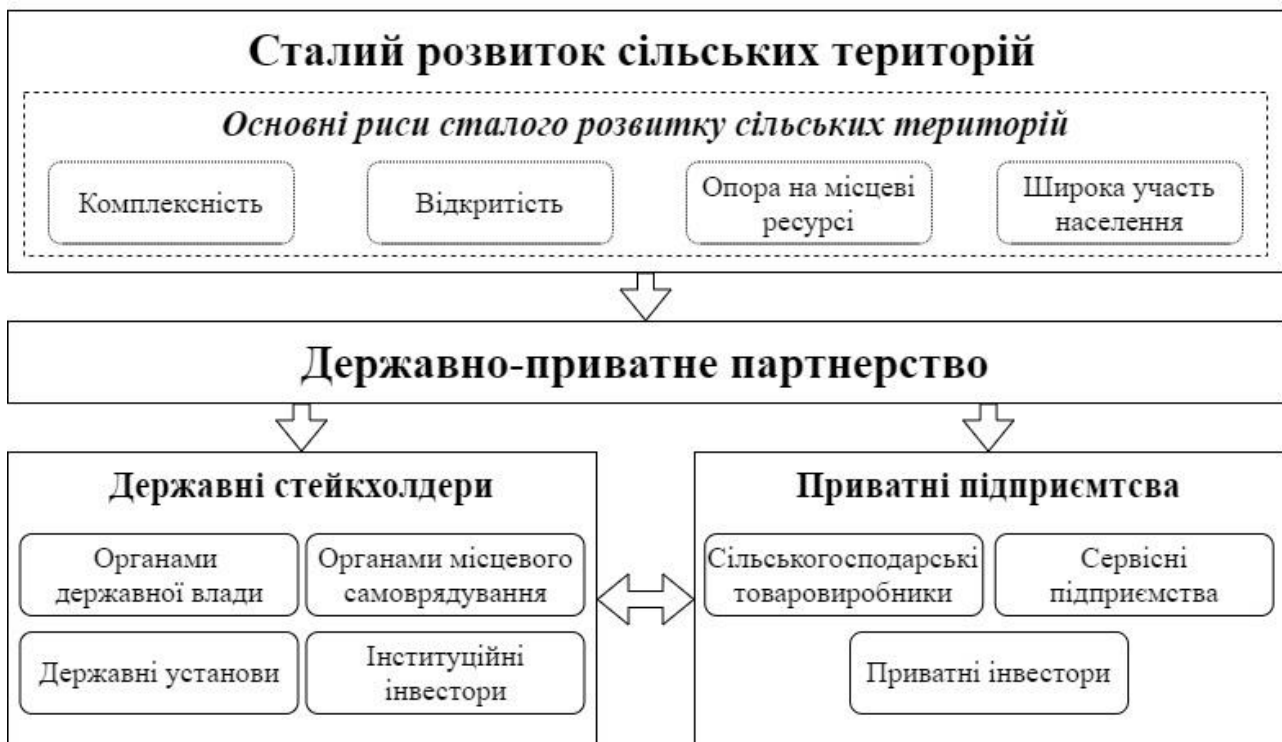 Сталий розвиток сільських територій
Основні риси сталого розвитку сільських територій
Комплексність
Відкритість
Опора на місцеві
ресурсі
Широка участь
населення
Державно-приватне партнерство
Державні стейкхолдери
Органами
державної влади
Органами місцевого
самоврядування
Державні установи
Інституційні
інвестори
Приватні підприємтсва
Сільськогосподарські
товаровиробники
Сервісні
підприємства
Приватні інвестори